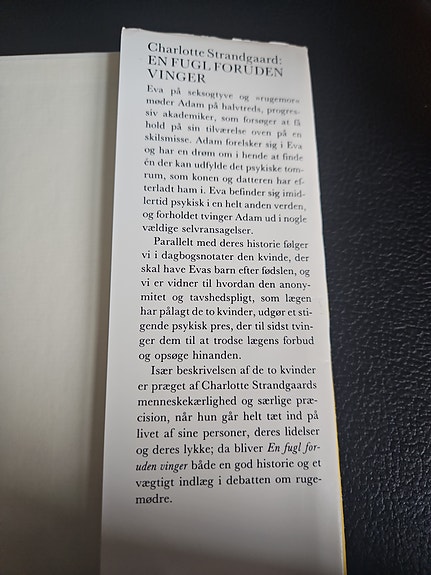 Charlotte Strandgaard:
EN FUGL FORUDEN
VINGER
Eva på seksogtyve og «rugemor»
møder Adam på halvtreds, progres-
siv akademiker, som forsøger at få
hold på sin tilværelse oven på en
skilsmisse. Adam forelsker sig i Eva
og har en drøm om i hende at finde
én der kan udfylde det psykiske tom-
rum, som konen og datteren har ef-
terladt ham i. Eva befinder sig imid-
lertid psykisk i en helt anden verden,
og forholdet tvinger Adam ud i nogle
vældige selvransagelser.
Parallelt med deres historie følger
vi i dagbogsnotater den kvinde, der
skal have Evas barn efter fødslen, og
vi er vidner til hvordan den anony-
mitet og tavshedspligt, som lægen
har pålagt de to kvinder, udgør et sti-
gende psykisk pres, der til sidst tvin-
ger dem til at trodse lægens forbud
og opsøge hinanden.
Især beskrivelsen af de to kvinder
er præget af Charlotte Strandgaards
menneskekærlighed og særlige præ-
cision, når hun går helt tæt ind på
livet af sine personer, deres lidelser
og deres lykke; da bliver En fugl for-
uden vinger både en god historie og et
vægtigt indlæg i debatten om ruge-
mødre.